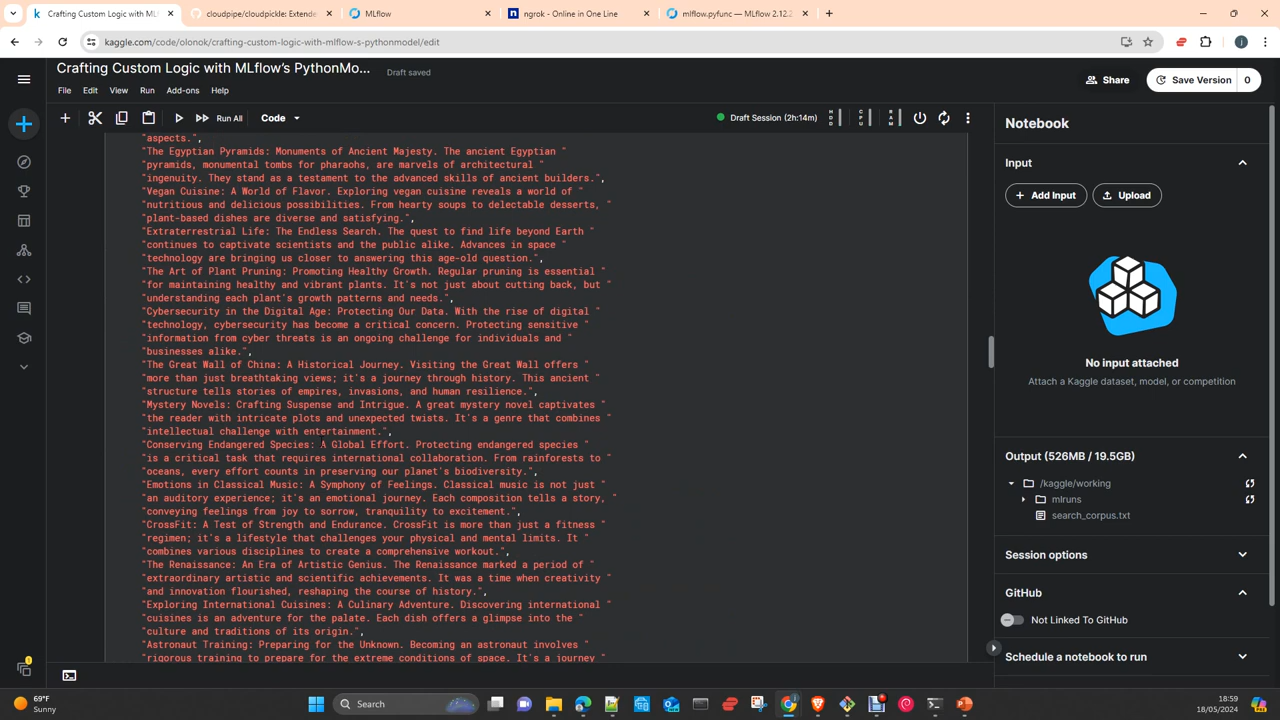 Crafting Custom Logic with ML
cloudpipe/cloudpickle: Extende
MLflow
ngrok - Online in One Line
mlflow.pyfunc — MLflow 2.12.2
kaggle.com/code/olonok/crafting-custom-logic-with-mlflow-s-pythonmodel/edit
Crafting Custom Logic with MLflow's PythonMo...
Draft saved
Share
Save Version
0
File
Edit
View
Run
Add-ons
Help
Run All
Code
Draft Session (2h:14m)
HDD
CPU
RAM
aspects.",
"The Egyptian Pyramids: Monuments of Ancient Majesty. The ancient Egyptian "
"pyramids, monumental tombs for pharaohs, are marvels of architectural "
"ingenuity. They stand as a testament to the advanced skills of ancient builders.",
"Vegan Cuisine: A World of Flavor. Exploring vegan cuisine reveals a world of "
"nutritious and delicious possibilities. From hearty soups to delectable desserts, "
"plant-based dishes are diverse and satisfying.",
"Extraterrestrial Life: The Endless Search. The quest to find life beyond Earth "
"continues to captivate scientists and the public alike. Advances in space "
"technology are bringing us closer to answering this age-old question.",
"The Art of Plant Pruning: Promoting Healthy Growth. Regular pruning is essential "
"for maintaining healthy and vibrant plants. It's not just about cutting back, but "
"understanding each plant's growth patterns and needs.",
"Cybersecurity in the Digital Age: Protecting Our Data. With the rise of digital "
"technology, cybersecurity has become a critical concern. Protecting sensitive "
"information from cyber threats is an ongoing challenge for individuals and "
"businesses alike.",
"The Great Wall of China: A Historical Journey. Visiting the Great Wall offers "
"more than just breathtaking views; it's a journey through history. This ancient "
"structure tells stories of empires, invasions, and human resilience.",
"Mystery Novels: Crafting Suspense and Intrigue. A great mystery novel captivates "
"the reader with intricate plots and unexpected twists. It's a genre that combines "
"intellectual challenge with entertainment.",
"Conserving Endangered Species: A Global Effort. Protecting endangered species "
"is a critical task that requires international collaboration. From rainforests to "
"oceans, every effort counts in preserving our planet's biodiversity.",
"Emotions in Classical Music: A Symphony of Feelings. Classical music is not just "
"an auditory experience; it's an emotional journey. Each composition tells a story, "
"conveying feelings from joy to sorrow, tranquility to excitement.",
"CrossFit: A Test of Strength and Endurance. CrossFit is more than just a fitness "
"regimen; it's a lifestyle that challenges your physical and mental limits. It "
"combines various disciplines to create a comprehensive workout.",
"The Renaissance: An Era of Artistic Genius. The Renaissance marked a period of "
"extraordinary artistic and scientific achievements. It was a time when creativity "
"and innovation flourished, reshaping the course of history.",
"Exploring International Cuisines: A Culinary Adventure. Discovering international "
"cuisines is an adventure for the palate. Each dish offers a glimpse into the "
"culture and traditions of its origin.",
"Astronaut Training: Preparing for the Unknown. Becoming an astronaut involves "
"rigorous training to prepare for the extreme conditions of space. It's a journey "
Notebook
Input
Add Input
Upload
No input attached
Attach a Kaggle dataset, model, or competition
Output (526MB / 19.5GB)
/kaggle/working
mlruns
search_corpus.txt
Session options
GitHub
Not Linked To GitHub
Schedule a notebook to run
69°F
Sunny
Search
18:59
18/05/2024